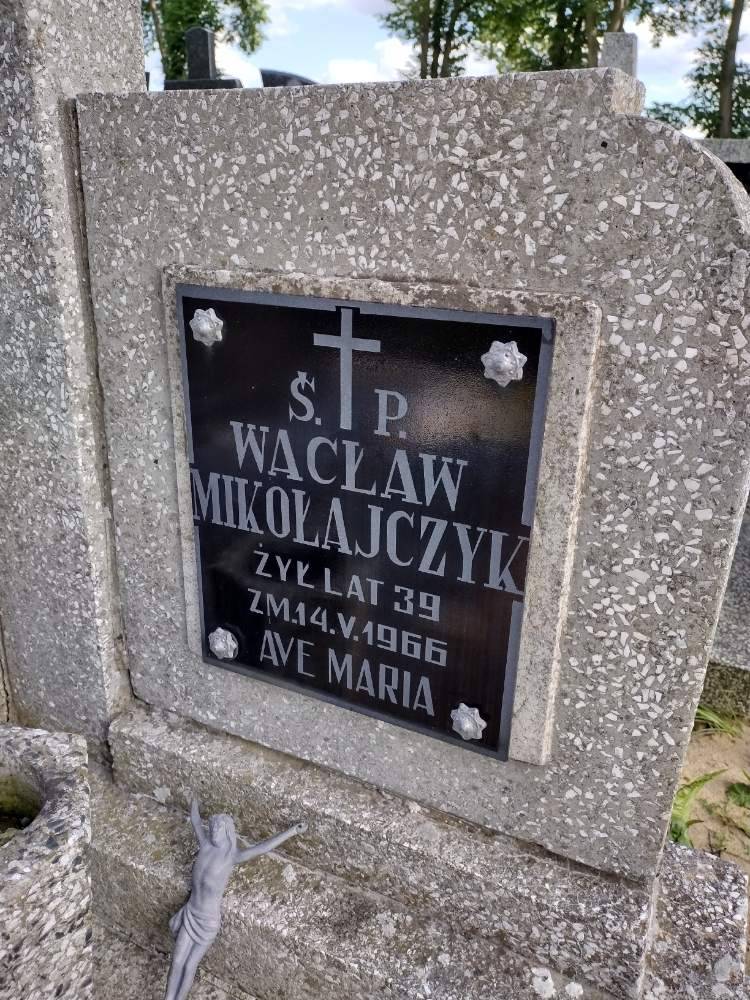 Ś. P.
WACŁAW
MIKOŁAJCZYK
ŻYŁ LAT 39
ZM.14.V.1966
AVE MARIA